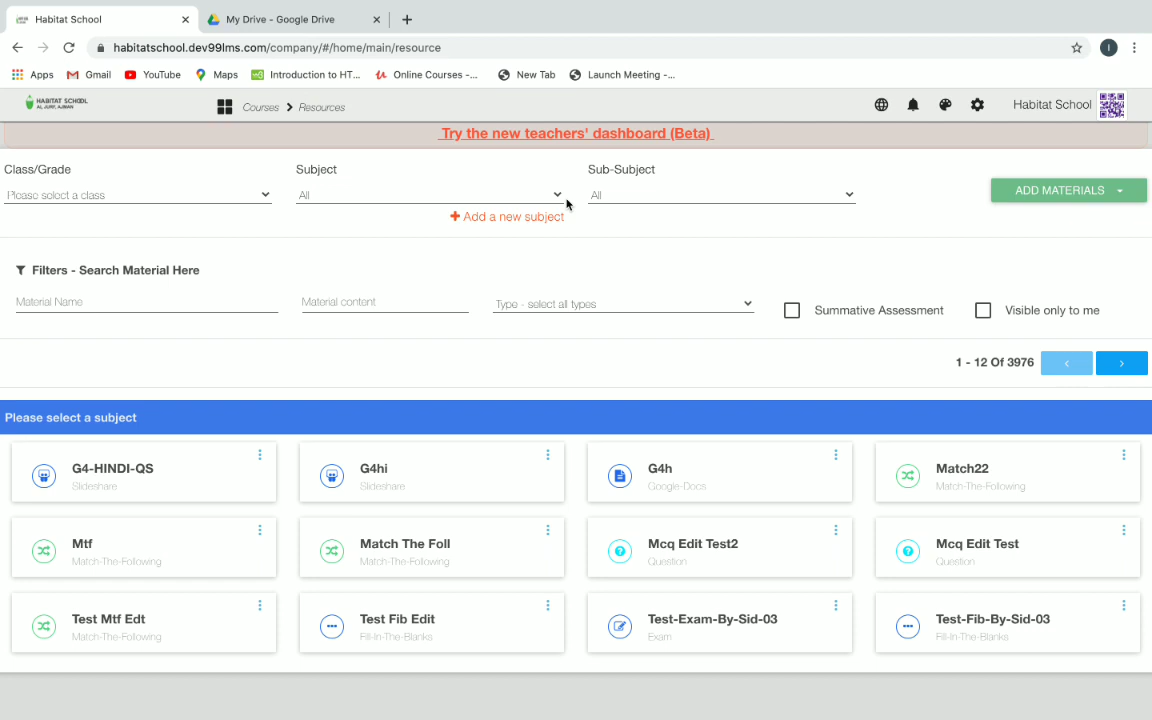 Habitat School
My Drive - Google Drive
habitatschool.dev99lms.com/company/#/home/main/resource
I
Apps Gmail YouTube Maps Introduction to HT... Online Courses -... New Tab Launch Meeting -...
HABITAT SCHOOL
AL JURF, AJMAN
Courses Resources
Habitat School
Try the new teachers' dashboard (Beta)
Class/Grade Subject Sub-Subject
Please select a class All All
ADD MATERIALS
Add a new subject
Filters - Search Material Here
Material Name Material content Type - select all types Summative Assessment Visible only to me
1 - 12 Of 3976
Please select a subject
G4-HINDI-QS G4hi G4h Match22
Slideshare Slideshare Google-Docs Match-The-Following
Mtf Match The Foll Mcq Edit Test2 Mcq Edit Test
Match-The-Following Match-The-Following Question Question
Test Mtf Edt Test Fib Edit Test-Exam-By-Sid-03 Test-Fib-By-Sid-03
Match-The-Following Fill-In-The-Blanks Exam Fill-In-The-Blanks